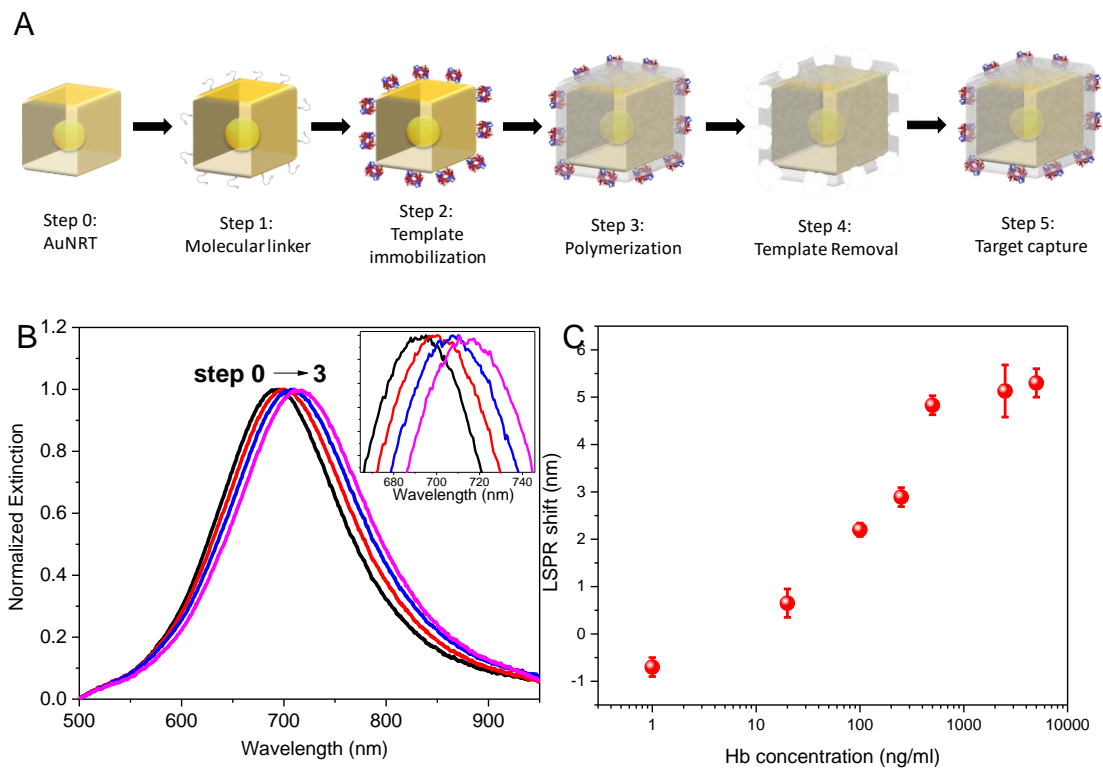 A
Step 0:
AuNRT
Step 1:
Molecular linker
Step 2:
Template
immobilization
Step 3:
Polymerization
Step 4:
Template Removal
Step 5:
Target capture
B
1.2
1.0
0.8
0.6
0.4
0.2
0.0
Normalized Extinction
step 0 → 3
680 700 720 740
Wavelength (nm)
500 600 700 800 900
Wavelength (nm)
C
6
5
4
3
2
1
0
-1
LSPR shift (nm)
1 10 100 1000 10000
Hb concentration (ng/ml)